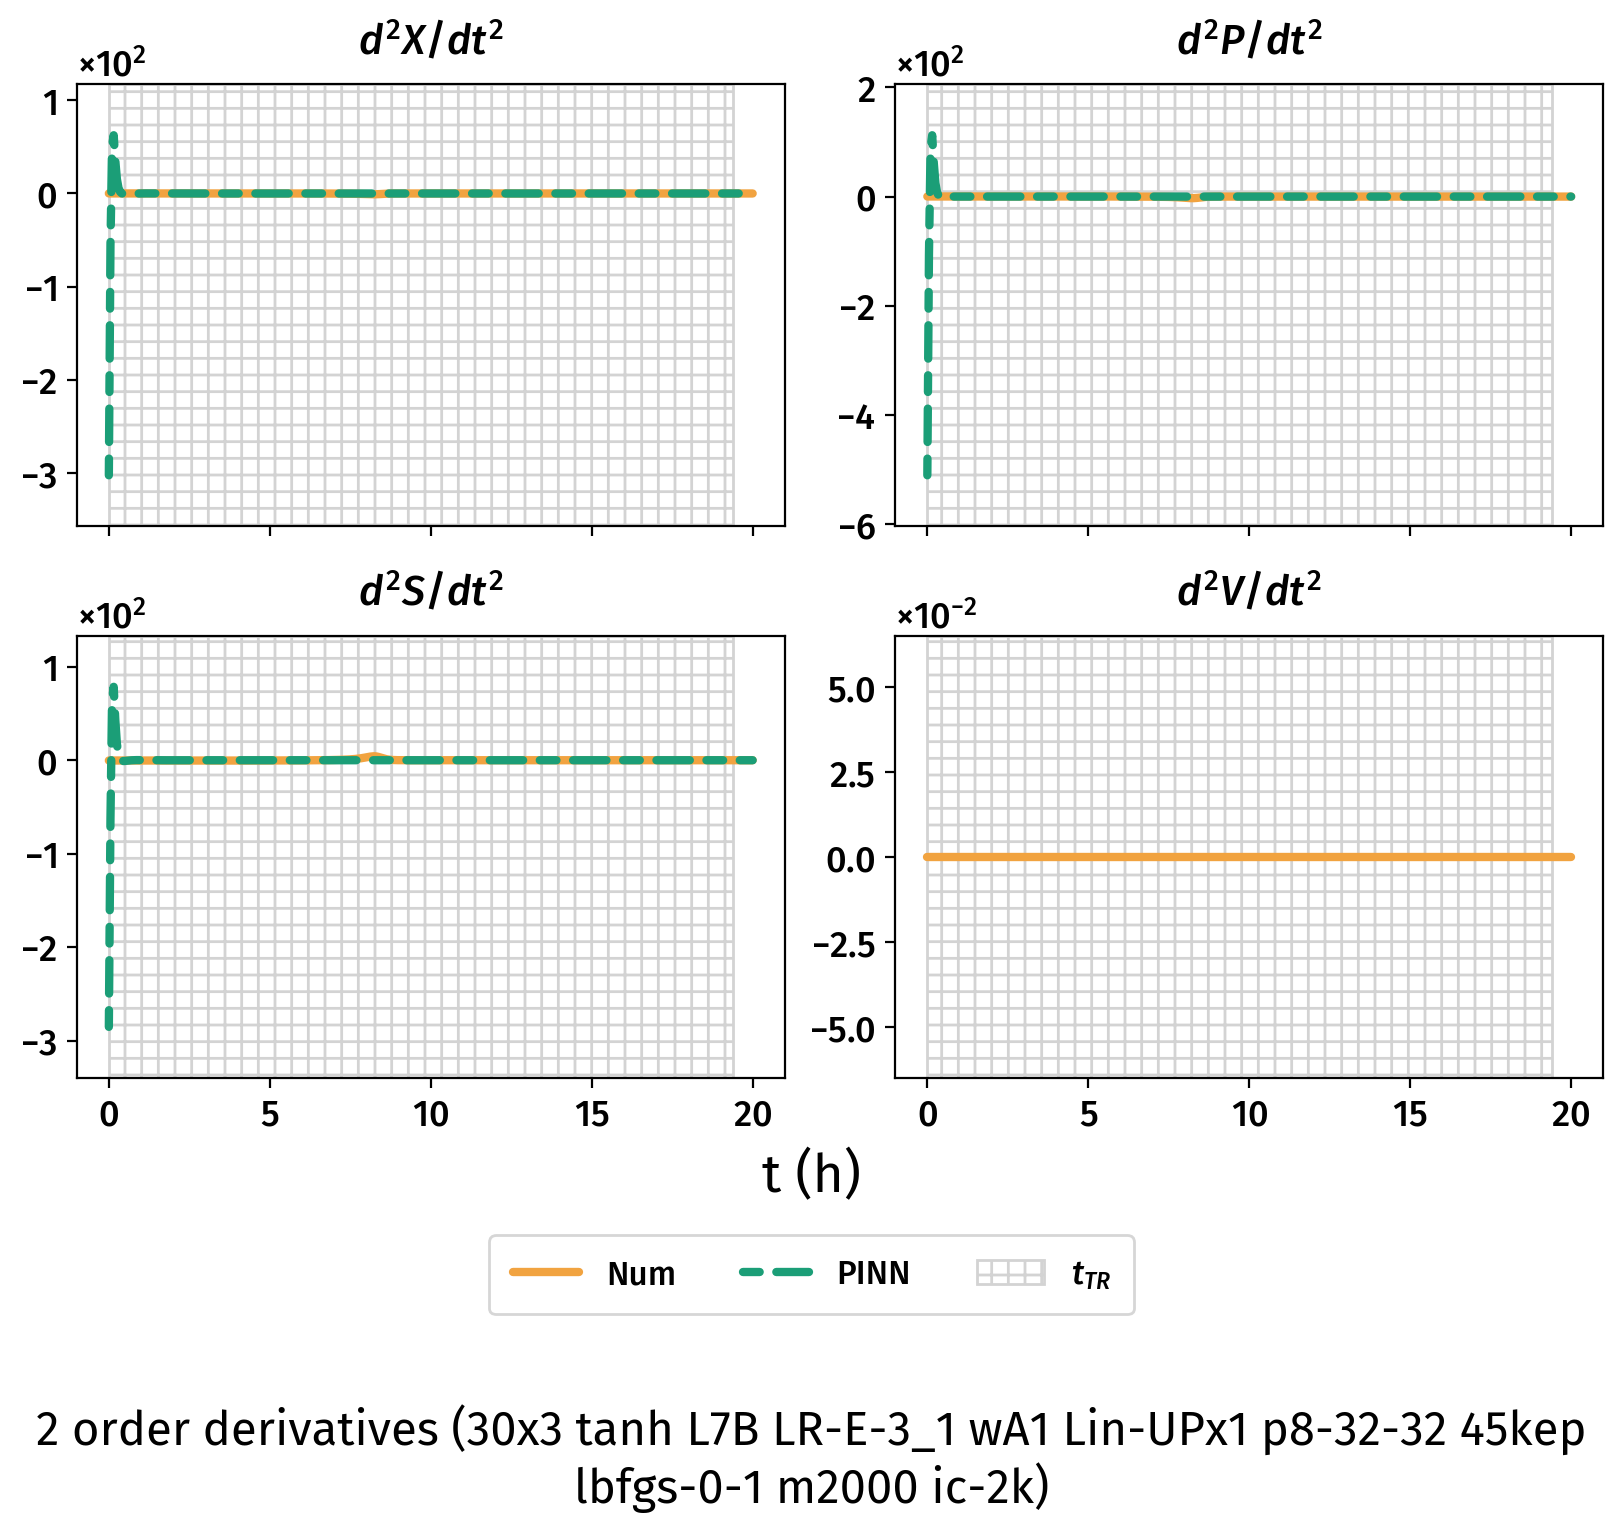 d²X/dt²
×10²
1
0
−1
−2
−3
d²P/dt²
×10²
2
0
−2
−4
−6
d²S/dt²
×10²
1
0
−1
−2
−3
0 5 10 15 20
d²V/dt²
×10⁻²
5.0
2.5
0.0
−2.5
−5.0
0 5 10 15 20
t (h)
Num PINN t_TR
2 order derivatives (30x3 tanh L7B LR-E-3_1 wA1 Lin-UPx1 p8-32-32 45kep
lbfgs-0-1 m2000 ic-2k)